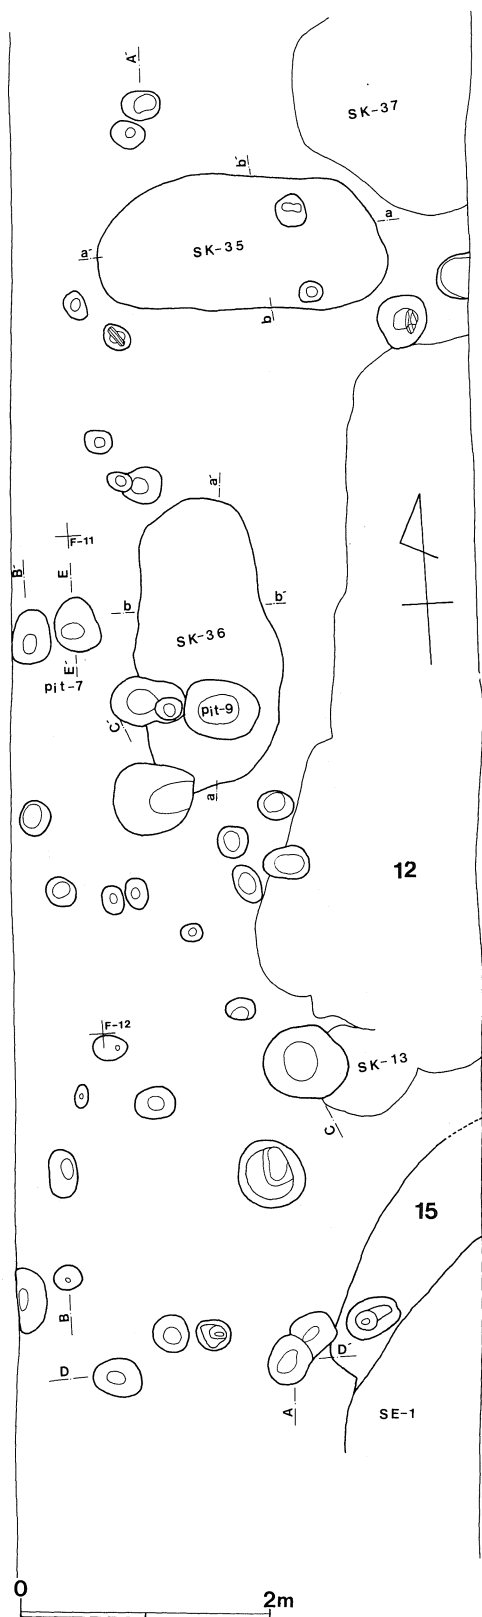 A´
SK-37
b´
a
SK-35
a´
b
a´
F-11
B´
E
b
b´
SK-36
E´
pit-7
pit-9
C´
a
12
F-12
SK-13
C
15
B
D´
D
A
SE-1
0
2m